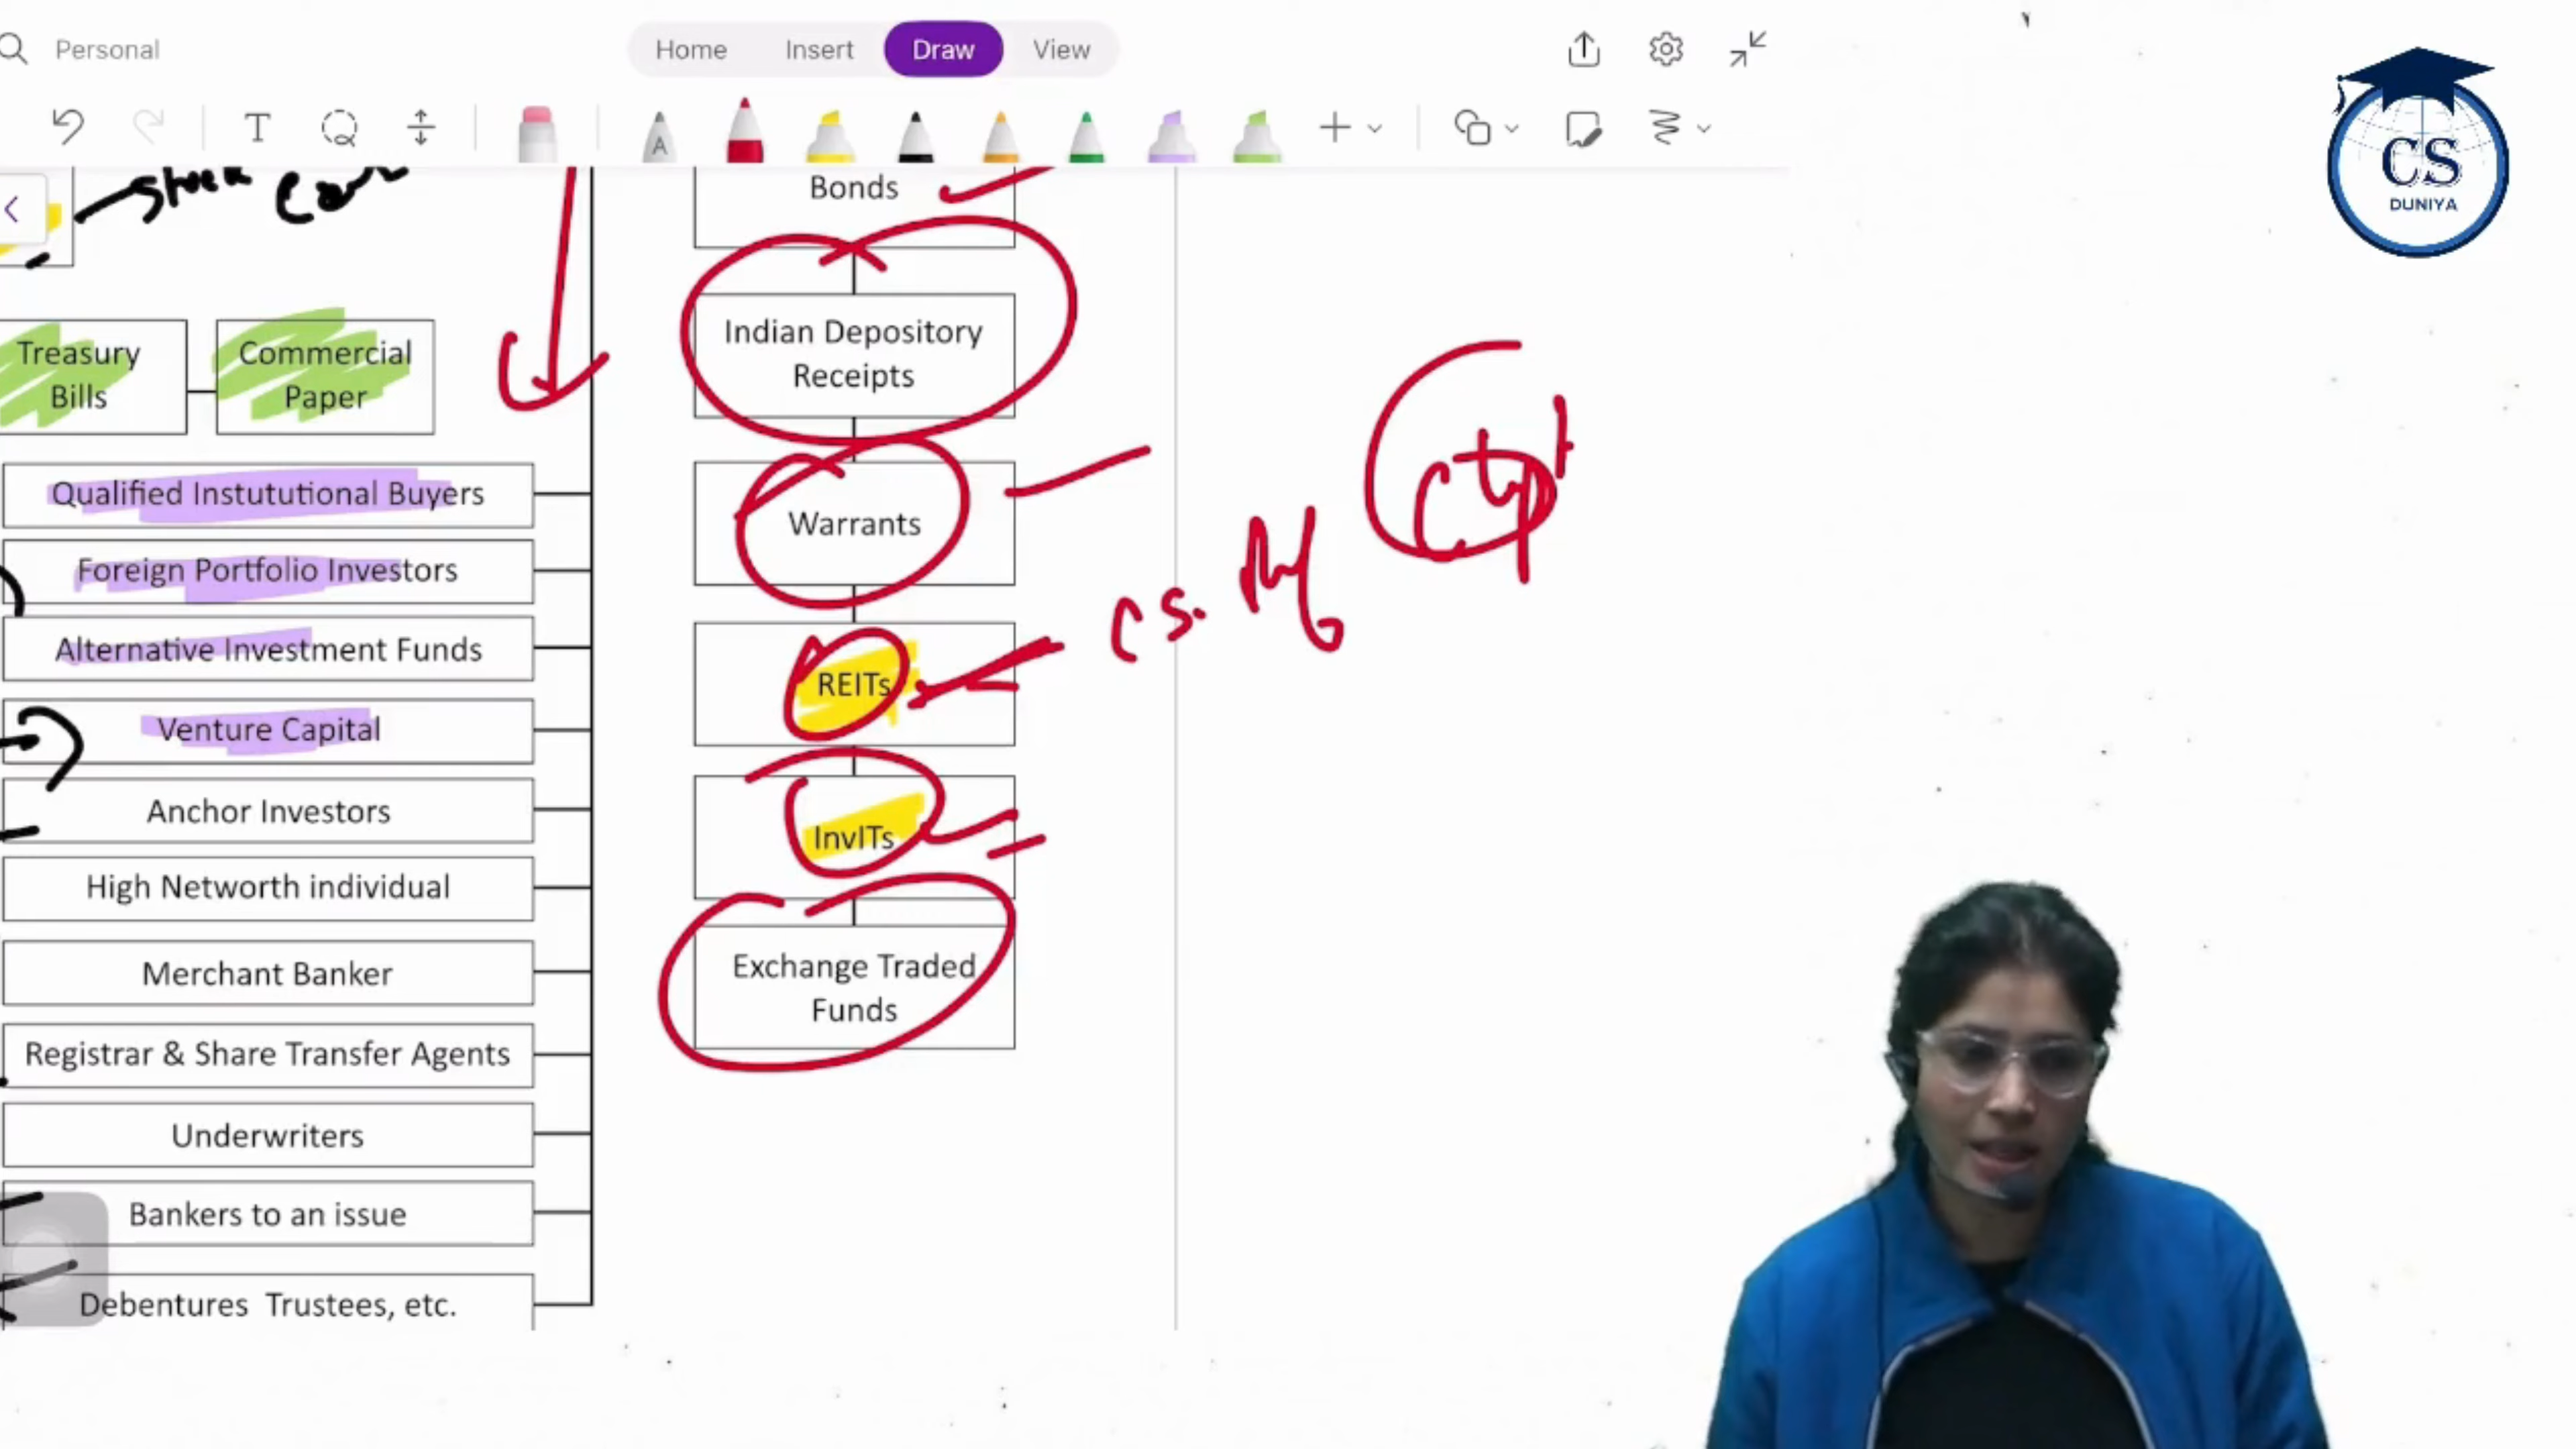 Personal
Home Insert Draw View
T
A
CS
DUNIYA
Stock
Bonds
Indian Depository
Receipts
Treasury
Bills
Commercial
Paper
Warrants
Qualified Instututional Buyers
Foreign Portfolio Investors
Alternative Investment Funds
Venture Capital
Anchor Investors
High Networth individual
Merchant Banker
Registrar & Share Transfer Agents
Underwriters
Bankers to an issue
Debentures Trustees, etc.
REITs
cs.
InvITs
Exchange Traded
Funds